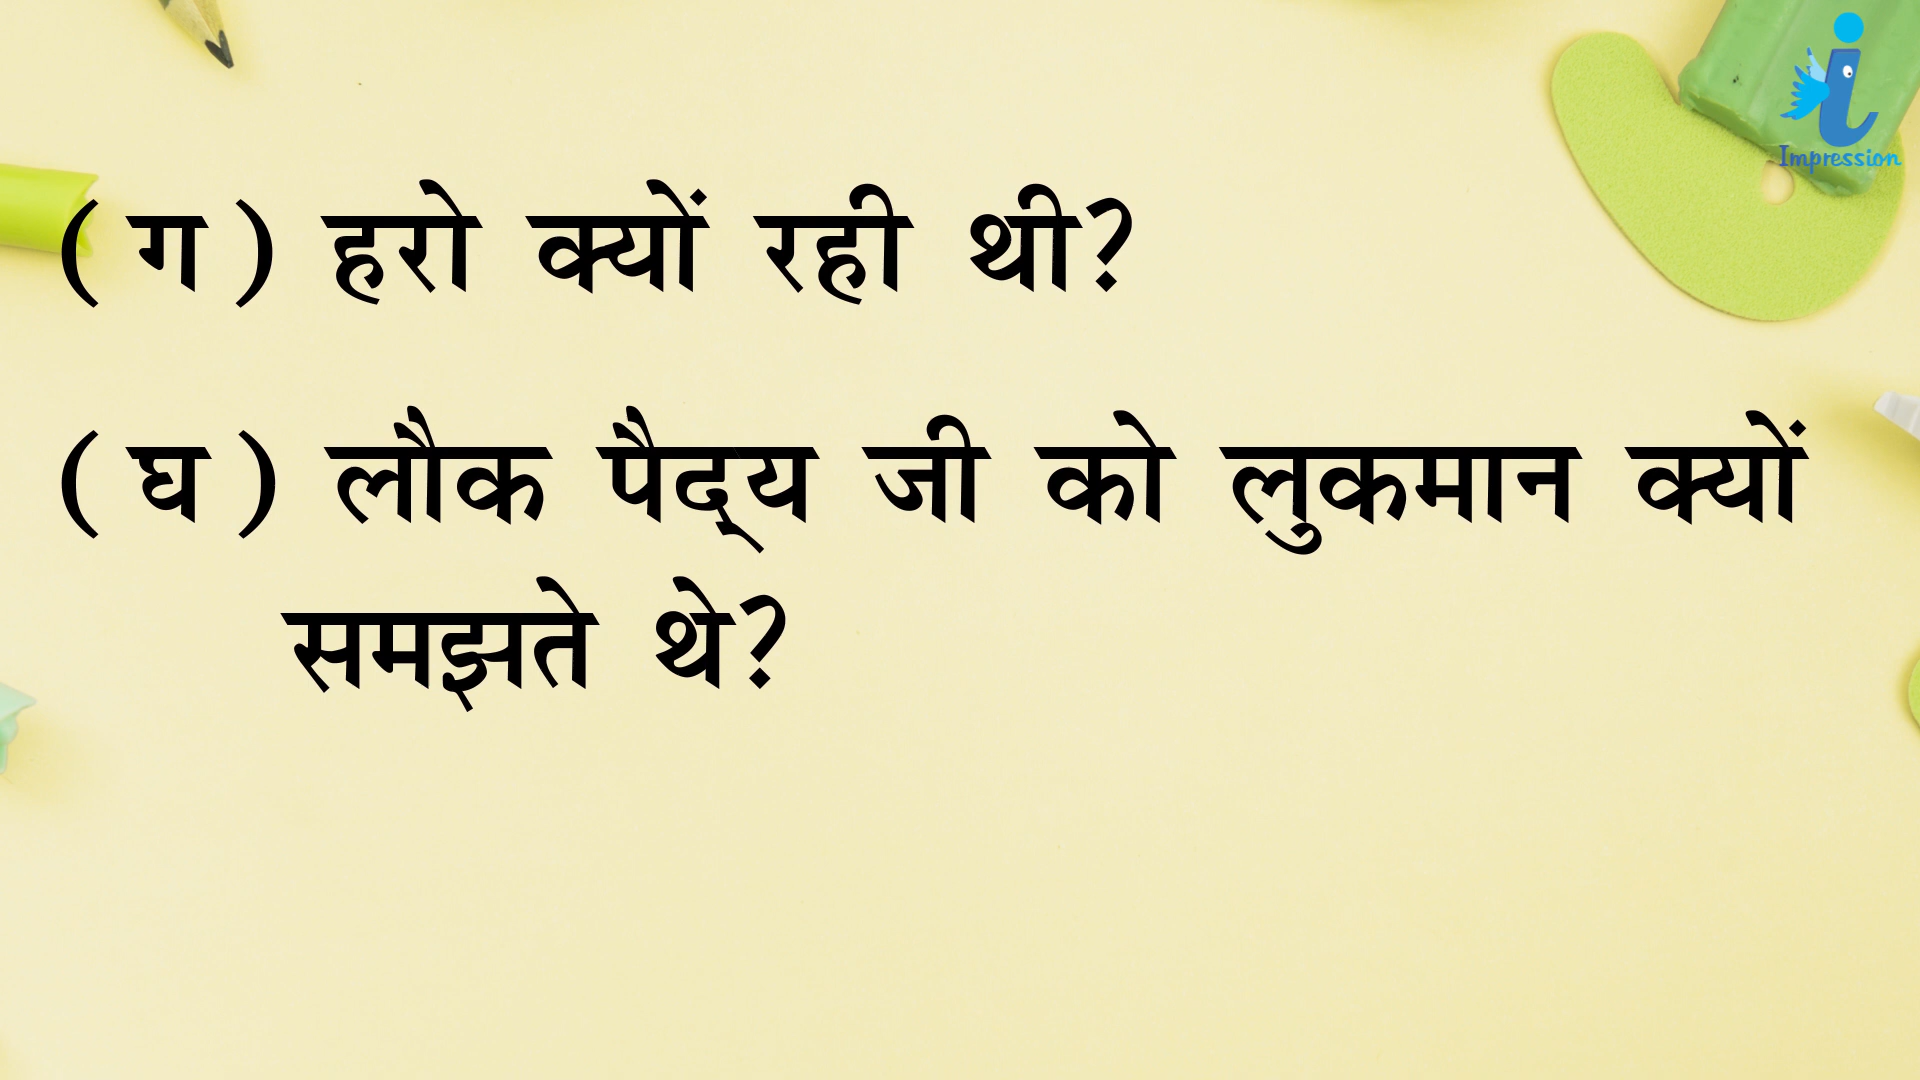 Impression
(ग) हरो क्यों रही थी?
(घ) लौक पैद्‌य जी को लुकमान क्यों
समझते थे?